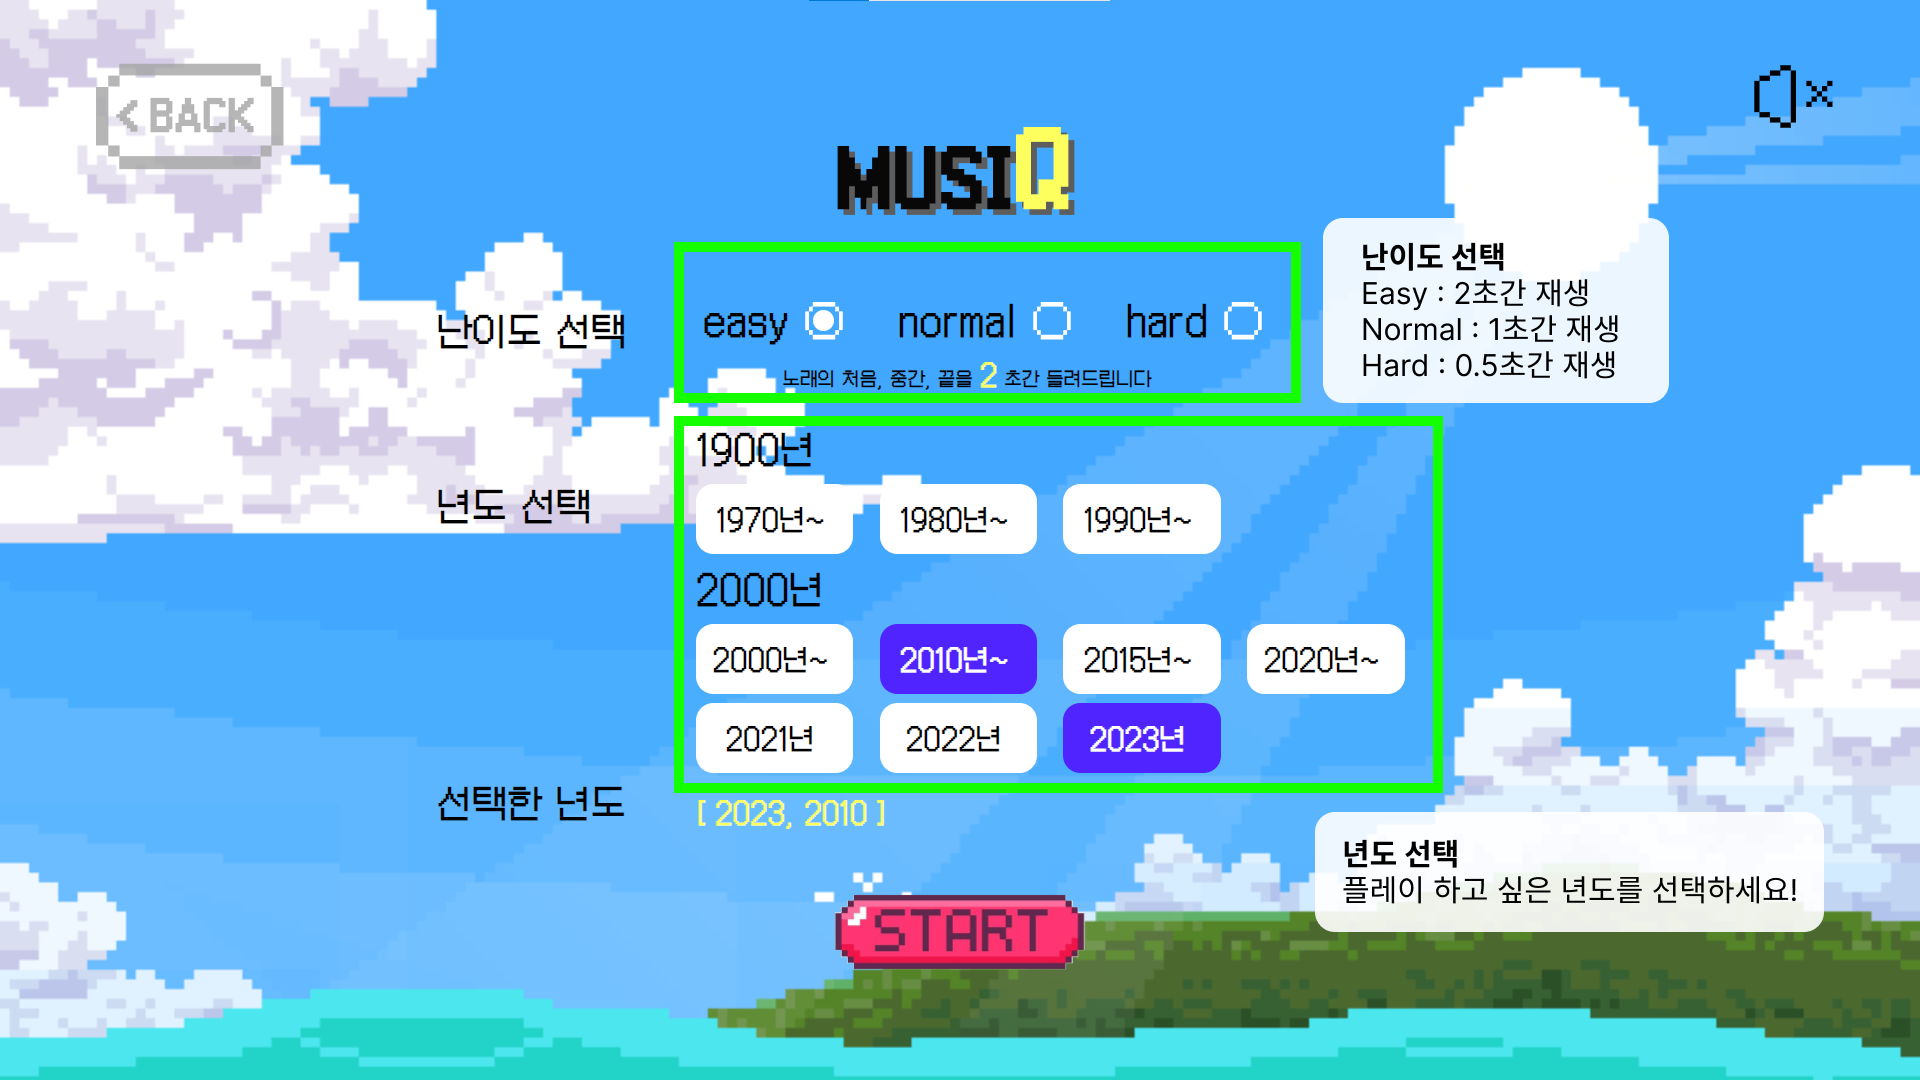 < BACK
MUSIQ
난이도 선택
easy normal hard
노래의 처음, 중간, 끝을 2 초간 들려드립니다
난이도 선택
Easy : 2초간 재생
Normal : 1초간 재생
Hard : 0.5초간 재생
년도 선택
1900년
1970년~ 1980년~ 1990년~
2000년
2000년~ 2010년~ 2015년~ 2020년~
2021년 2022년 2023년
선택한 년도
[ 2023, 2010 ]
년도 선택
플레이 하고 싶은 년도를 선택하세요!
START